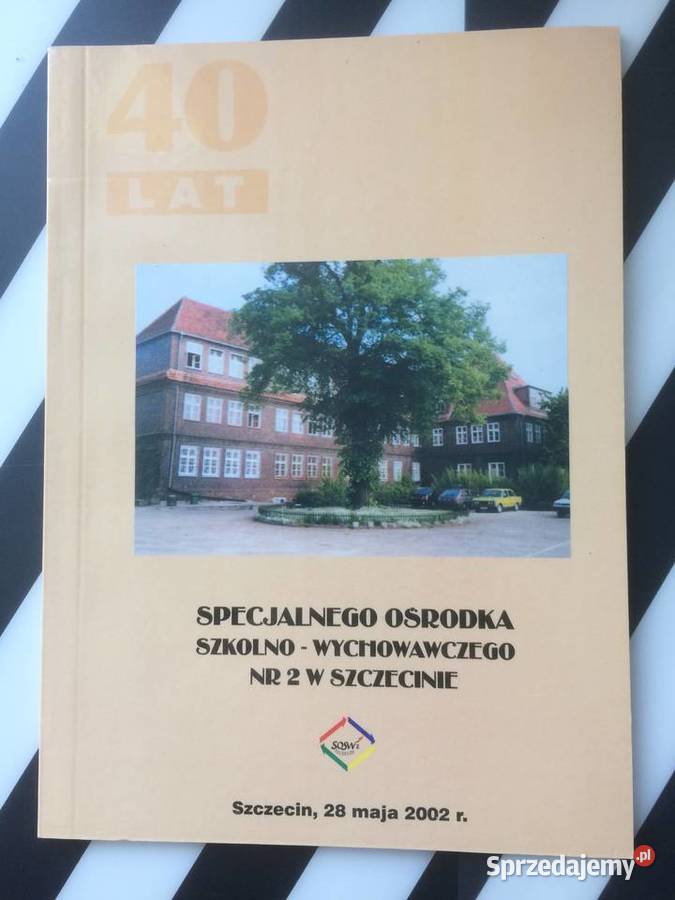 40
LAT
SPECJALNEGO OŚRODKA
SZKOLNO - WYCHOWAWCZEGO
NR 2 W SZCZECINIE
SOSW 2
Szczecin, 28 maja 2002 r.
Sprzedajemy.pl